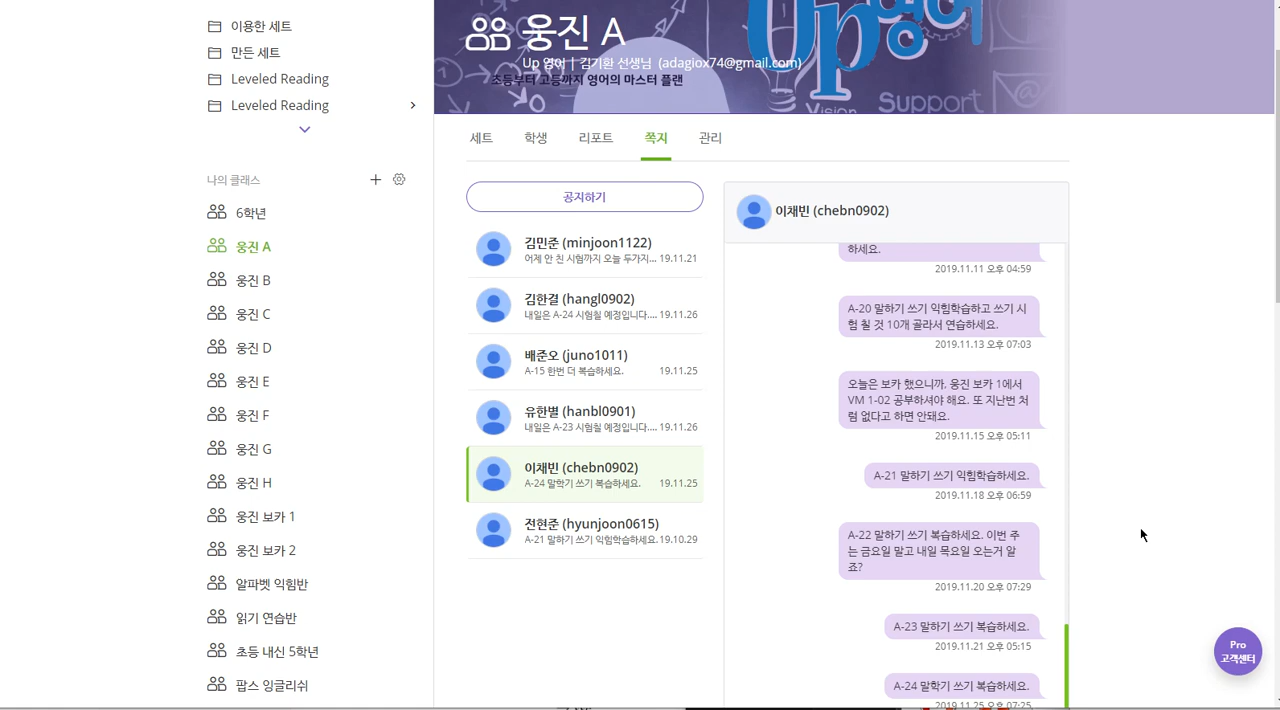 이용한 세트
만든 세트
Leveled Reading
Leveled Reading
나의 클래스
6학년
웅진 A
웅진 B
웅진 C
웅진 D
웅진 E
웅진 F
웅진 G
웅진 H
웅진 보카 1
웅진 보카 2
알파벳 익힘반
읽기 연습반
초등 내신 5학년
팝스 잉글리쉬
웅진 A
Up 영어 | 김기환 선생님 (adagiox74@gmail.com)
초등부터 고등까지 영어의 마스터 플랜
Up영어
Vision
Support
세트
학생
리포트
쪽지
관리
공지하기
김민준 (minjoon1122)
어제 안 친 시험까지 오늘 두가지... 19.11.21
김한결 (hangl0902)
내일은 A-24 시험칠 예정입니다.... 19.11.26
배준오 (juno1011)
A-15 한번 더 복습하세요. 19.11.25
유한별 (hanbl0901)
내일은 A-23 시험칠 예정입니다.... 19.11.26
이채빈 (chebn0902)
A-24 말학기 쓰기 복습하세요. 19.11.25
전현준 (hyunjoon0615)
A-21 말하기 쓰기 익힘학습하세요. 19.10.29
이채빈 (chebn0902)
하세요.
2019.11.11 오후 04:59
A-20 말하기 쓰기 익힘학습하고 쓰기 시
험 칠 것 10개 골라서 연습하세요.
2019.11.13 오후 07:03
오늘은 보카 했으니까. 웅진 보카 1에서
VM 1-02 공부하셔야 해요. 또 지난번 처
럼 없다고 하면 안돼요.
2019.11.15 오후 05:11
A-21 말하기 쓰기 익힘학습하세요.
2019.11.18 오후 06:59
A-22 말하기 쓰기 복습하세요. 이번 주
는 금요일 말고 내일 목요일 오는거 알
죠?
2019.11.20 오후 07:29
A-23 말하기 쓰기 복습하세요.
2019.11.21 오후 05:15
A-24 말학기 쓰기 복습하세요.
2019.11.25 오후 07:25
Pro
고객센터